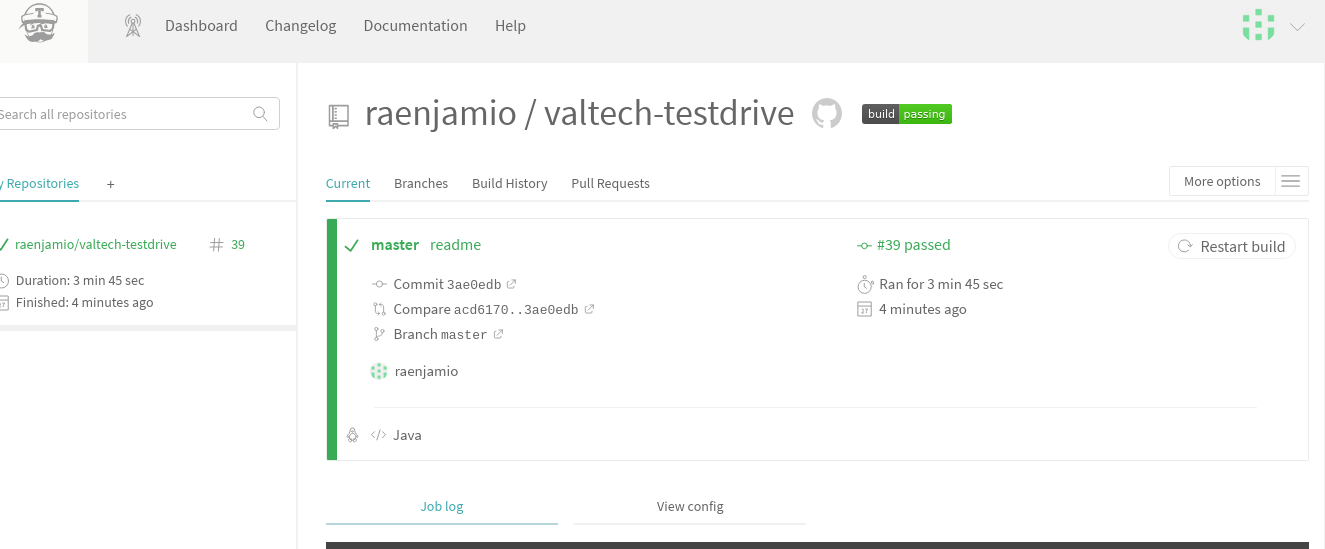 Dashboard Changelog Documentation Help
Search all repositories
raenjamio / valtech-testdrive build passing
y Repositories +
Current Branches Build History Pull Requests More options
raenjamio/valtech-testdrive # 39
Duration: 3 min 45 sec
Finished: 4 minutes ago
master readme #39 passed Restart build
Commit 3ae0edb Ran for 3 min 45 sec
Compare acd6170..3ae0edb 27 4 minutes ago
Branch master
raenjamio
</> Java
Job log View config